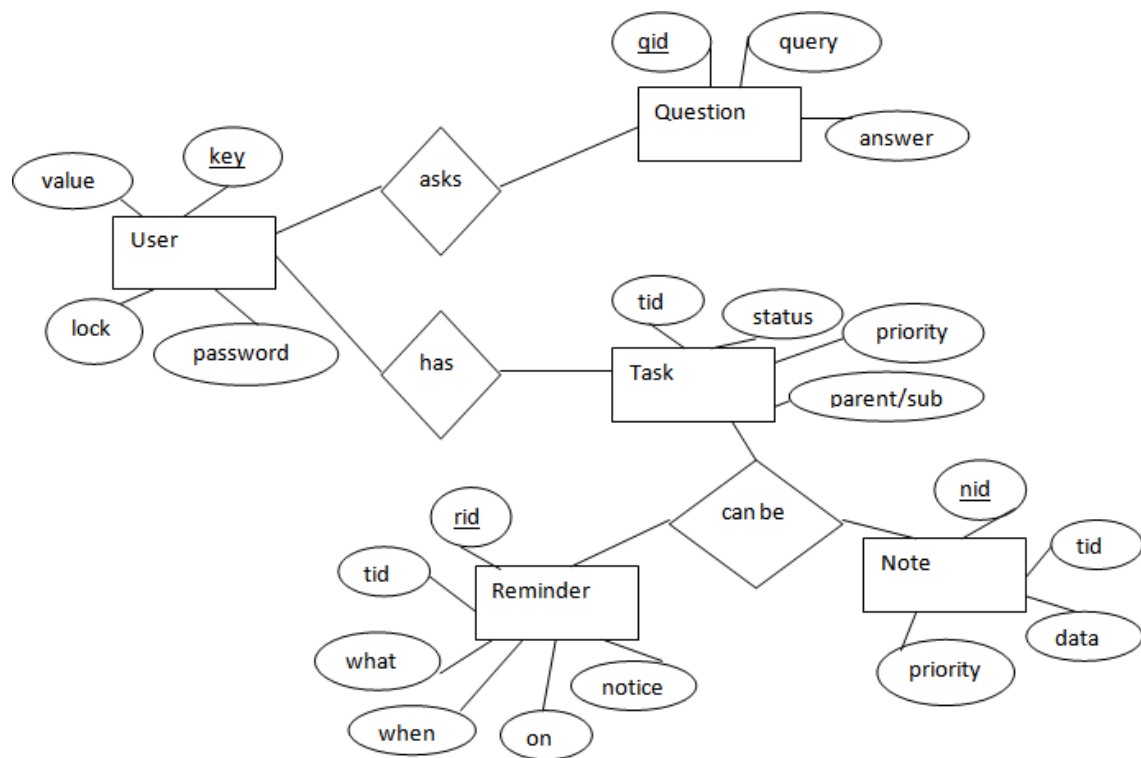 qid
query
Question
answer
key
value
asks
User
lock
password
has
tid
status
priority
Task
parent/sub
can be
rid
nid
tid
Reminder
Note
tid
what
data
notice
priority
when
on